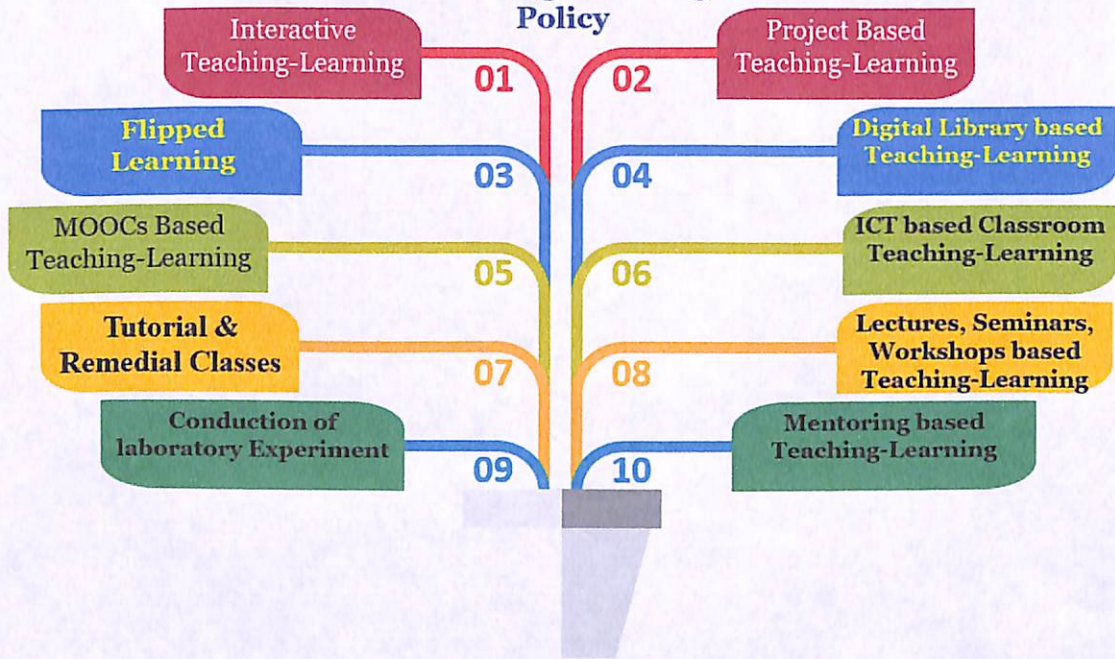 Policy
Interactive
Teaching-Learning
01
02
Project Based
Teaching-Learning
Flipped
Learning
03
04
Digital Library based
Teaching-Learning
MOOCs Based
Teaching-Learning
05
06
ICT based Classroom
Teaching-Learning
Tutorial &
Remedial Classes
07
08
Lectures, Seminars,
Workshops based
Teaching-Learning
Conduction of
laboratory Experiment
09
10
Mentoring based
Teaching-Learning